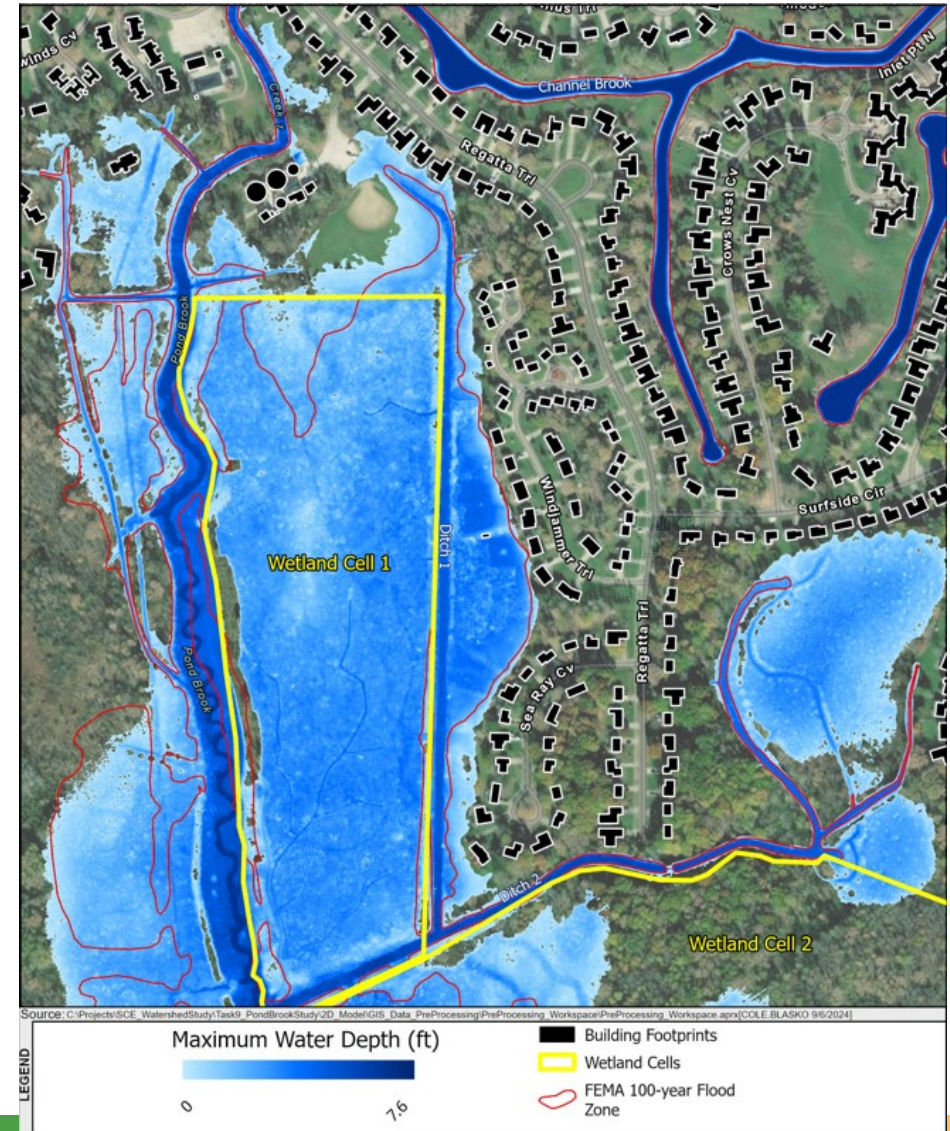 Channel Brook
Inlet Pt N
Regatta Trl
Crows Nest Cv
Pond Brook
Ditch 1
Wetland Cell 1
Windjammer Trl
Surfside Cir
Pond Brook
Regatta Trl
Sea Ray Cv
Ditch 2
Wetland Cell 2
Source: C:\Projects\SCE_WatershedStudy\Task9_PondBrookStudy\2D_Model\GIS_Data_PreProcessing\PreProcessing_Workspace\PreProcessing_Workspace.aprx[COLE.BLASKO 9/6/2024]
LEGEND
Maximum Water Depth (ft)
0
7.6
Building Footprints
Wetland Cells
FEMA 100-year Flood
Zone